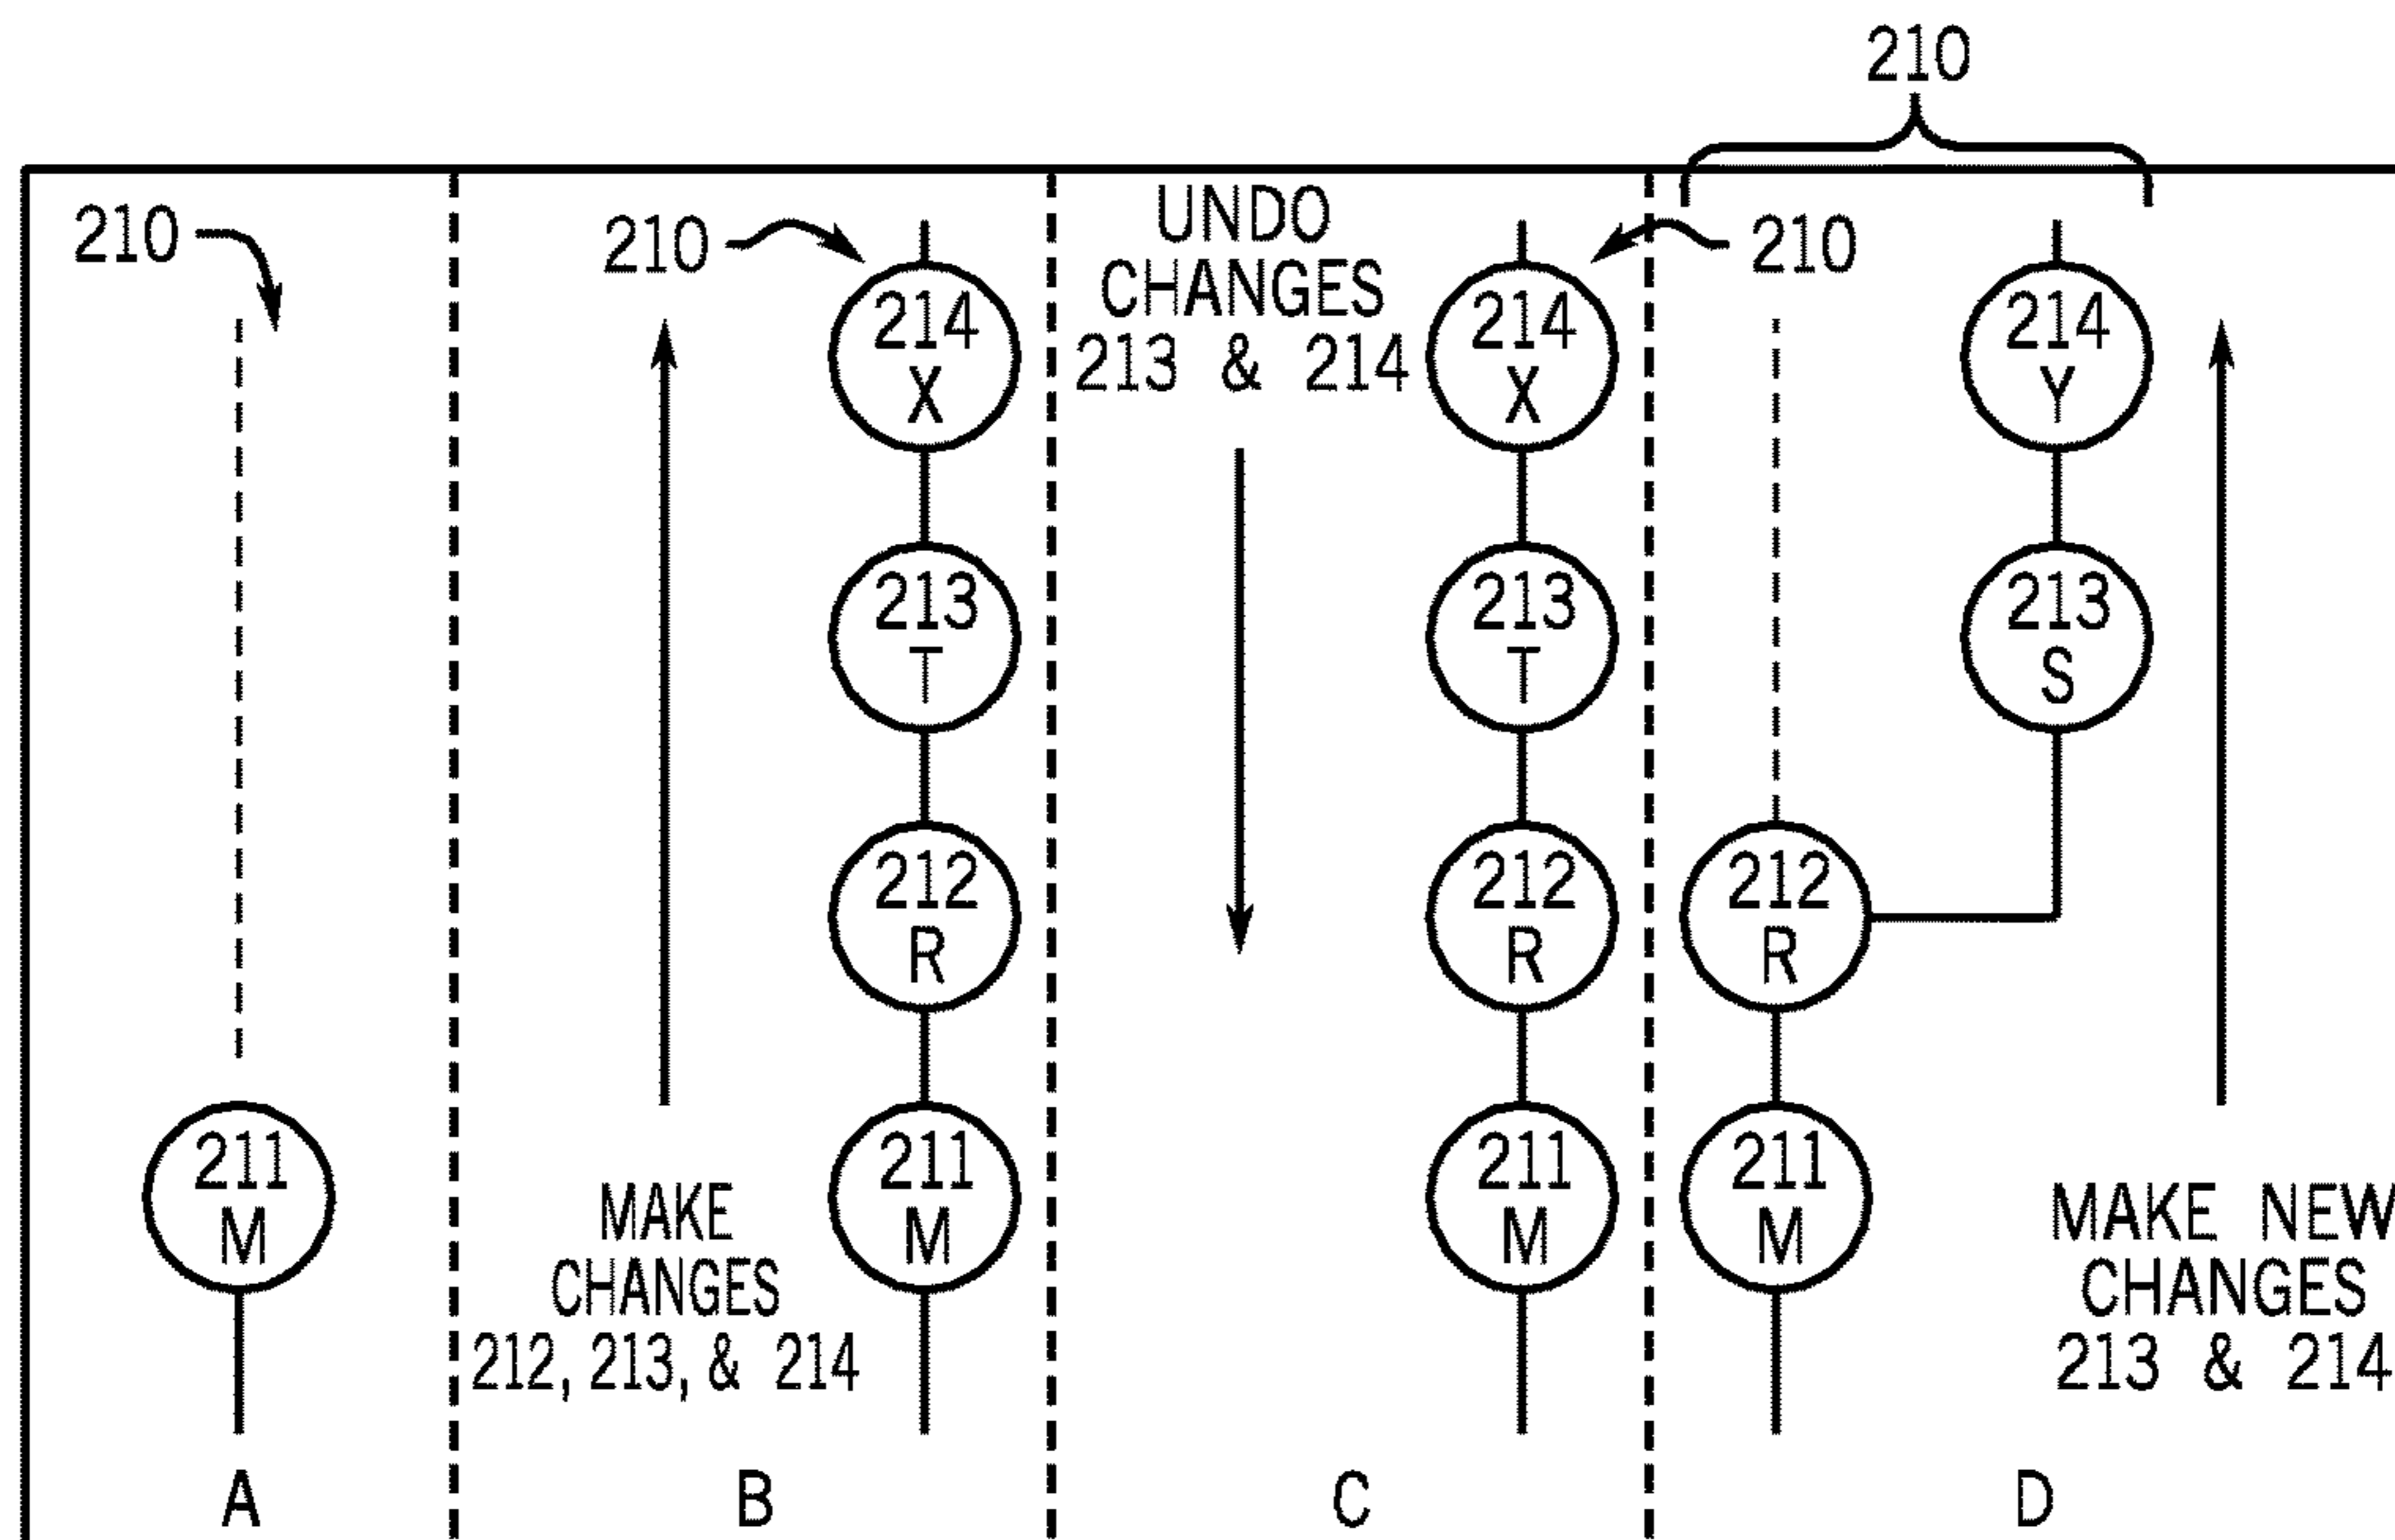 210
210
211
M
A
210
214
X
213
T
212
R
211
M
MAKE
CHANGES
212, 213, & 214
B
UNDO
CHANGES
213 & 214
210
214
X
213
T
212
R
211
M
C
214
Y
213
S
212
R
211
M
MAKE NEW
CHANGES
213 & 214
D